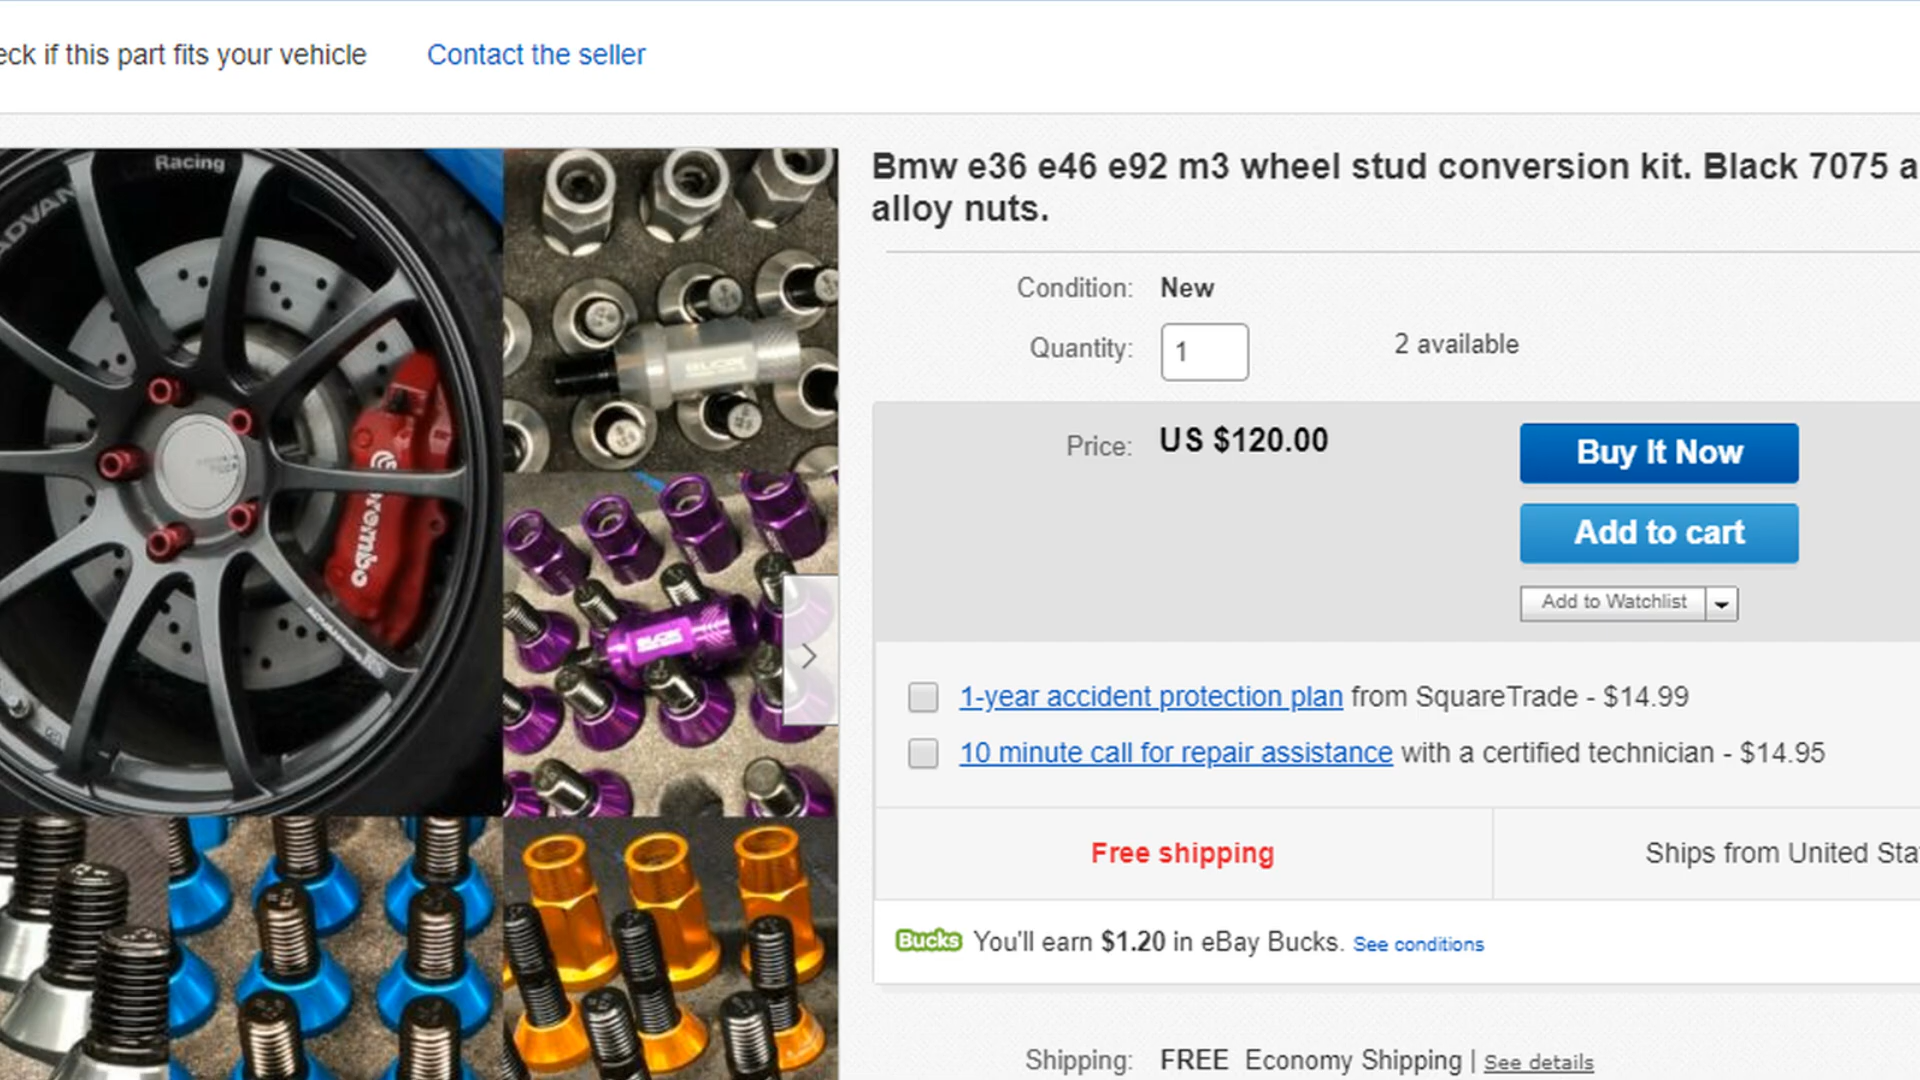 eck if this part fits your vehicle Contact the seller
Racing
ADVAN
brembo
Bmw e36 e46 e92 m3 wheel stud conversion kit. Black 7075 a
alloy nuts.
Condition: New
Quantity: 1 2 available
Price: US $120.00 Buy It Now
Add to cart
Add to Watchlist
1-year accident protection plan from SquareTrade - $14.99
10 minute call for repair assistance with a certified technician - $14.95
Free shipping Ships from United Sta
Bucks You'll earn $1.20 in eBay Bucks. See conditions
Shipping: FREE Economy Shipping | See details